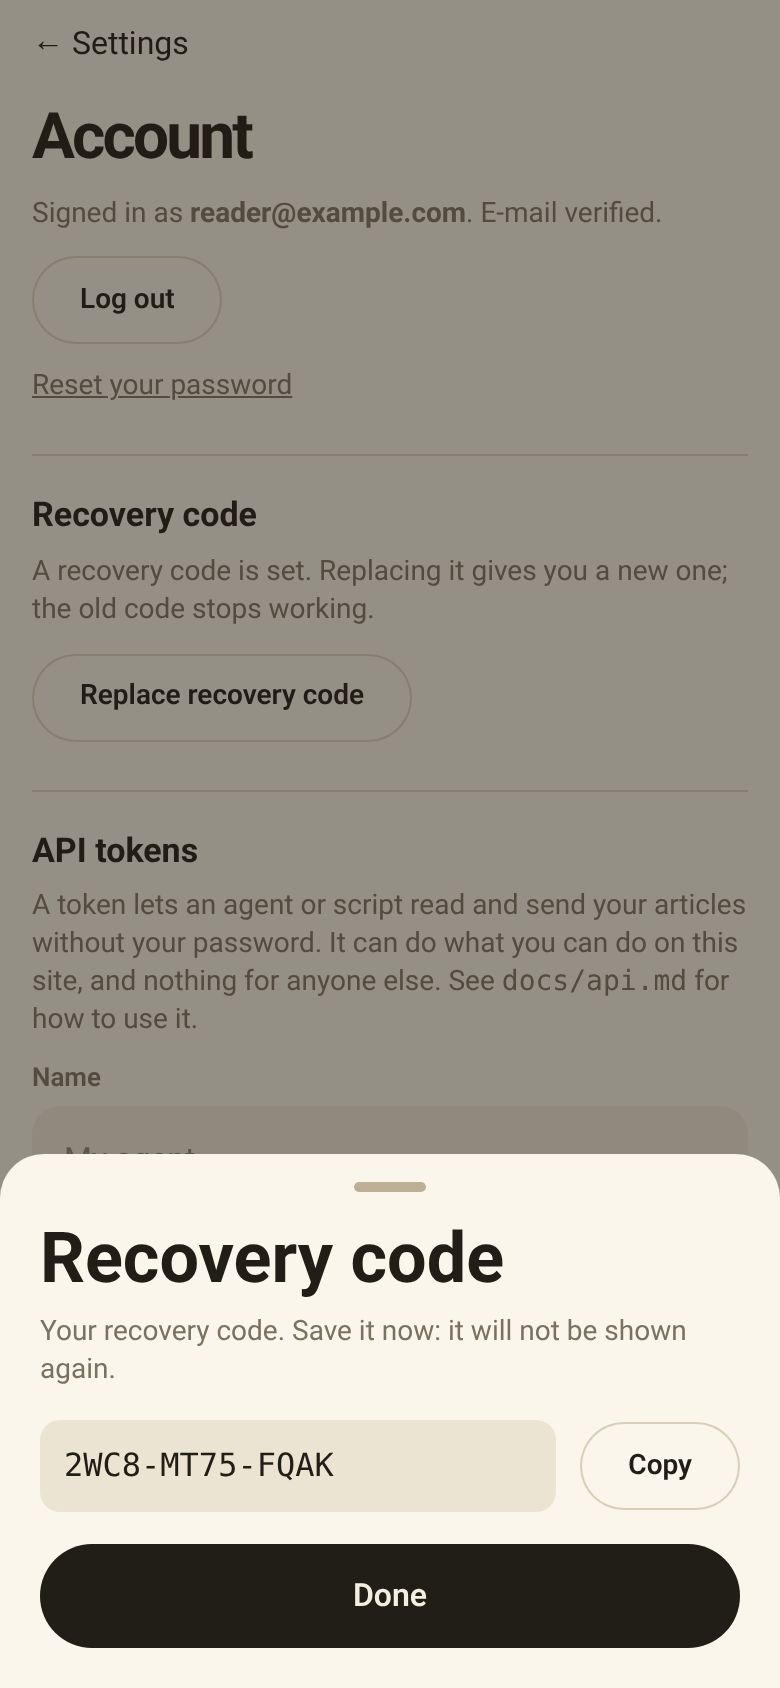 ← Settings
Account
Signed in as reader@example.com. E-mail verified.
Log out
Reset your password
Recovery code
A recovery code is set. Replacing it gives you a new one;
the old code stops working.
Replace recovery code
API tokens
A token lets an agent or script read and send your articles
without your password. It can do what you can do on this
site, and nothing for anyone else. See docs/api.md for
how to use it.
Name
My agent
Recovery code
Your recovery code. Save it now: it will not be shown
again.
2WC8-MT75-FQAK
Copy
Done